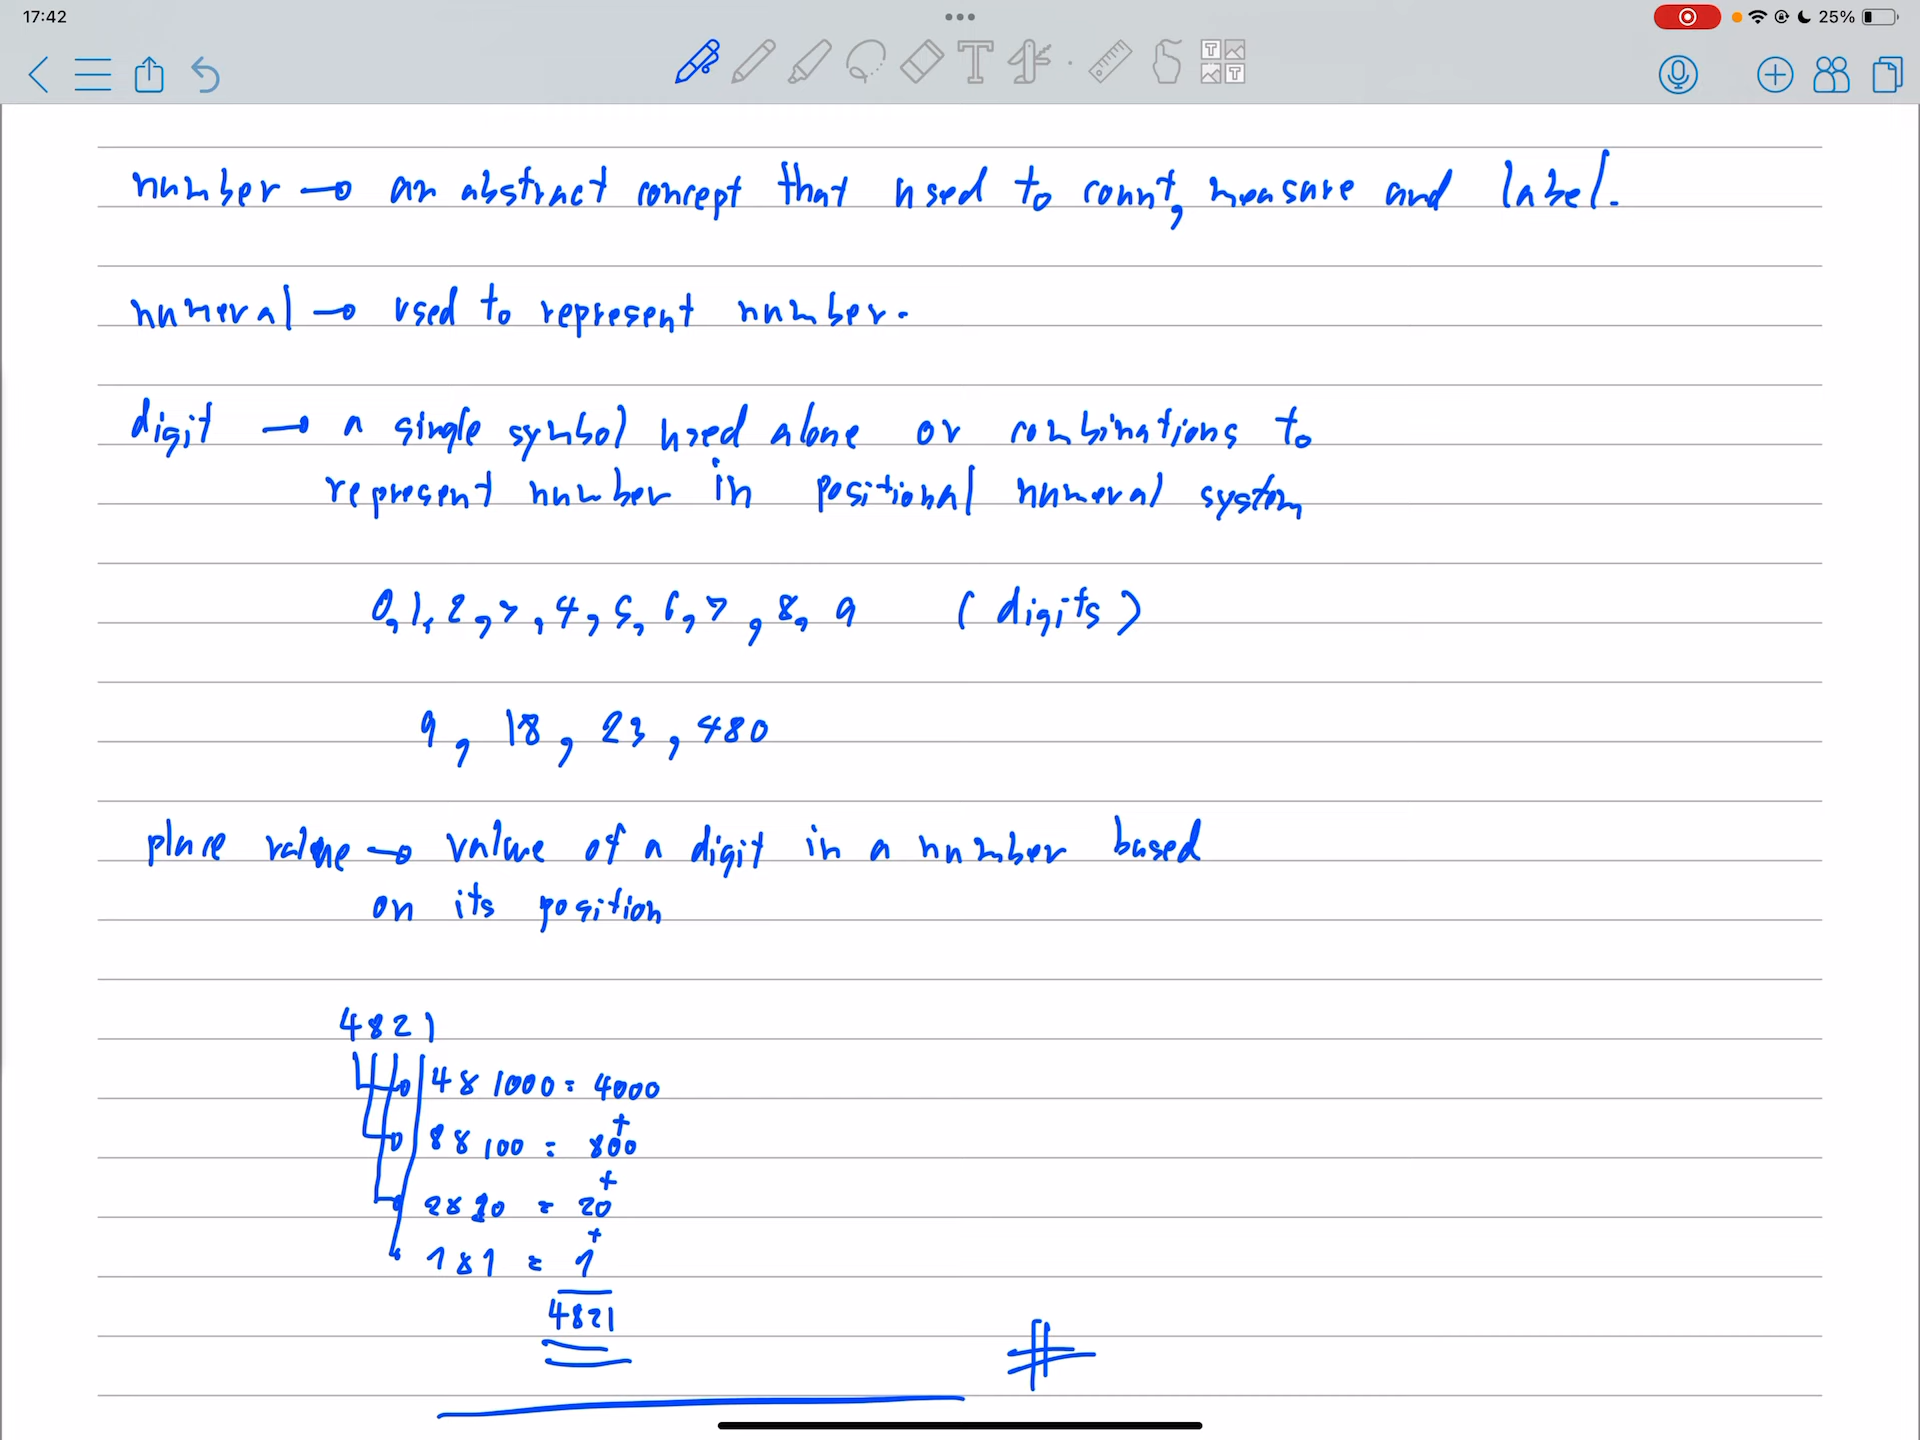 17:42
25%
number → an abstract concept that used to count, measure and label.
numeral → used to represent number.
digit → a single symbol used alone or combinations to
represent number in positional numeral system
0, 1, 2, 3, 4, 5, 6, 7, 8, 9 (digits)
9, 18, 23, 480
place value → value of a digit in a number based
on its position
4821
4 × 1000 = 4000
+
8 × 100 = 800
+
2 × 10 = 20
+
1 × 1 = 1
4821
#